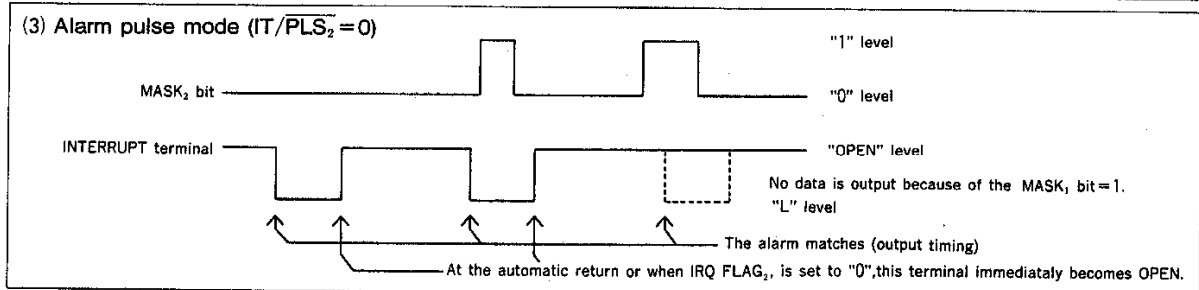 (3) Alarm pulse mode (IT/PLS₂=0)
"1" level
MASK₂ bit
"0" level
INTERRUPT terminal
"OPEN" level
No data is output because of the MASK₁ bit=1.
"L" level
The alarm matches (output timing)
At the automatic return or when IRQ FLAG₂, is set to "0",this terminal immediataly becomes OPEN.